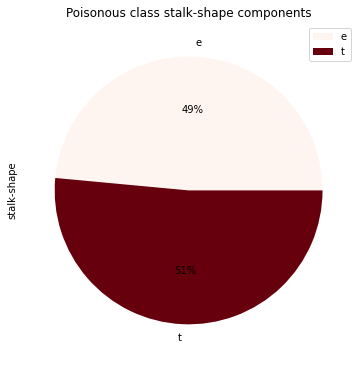 Poisonous class stalk-shape components
e
t
e
49%
stalk-shape
51%
t